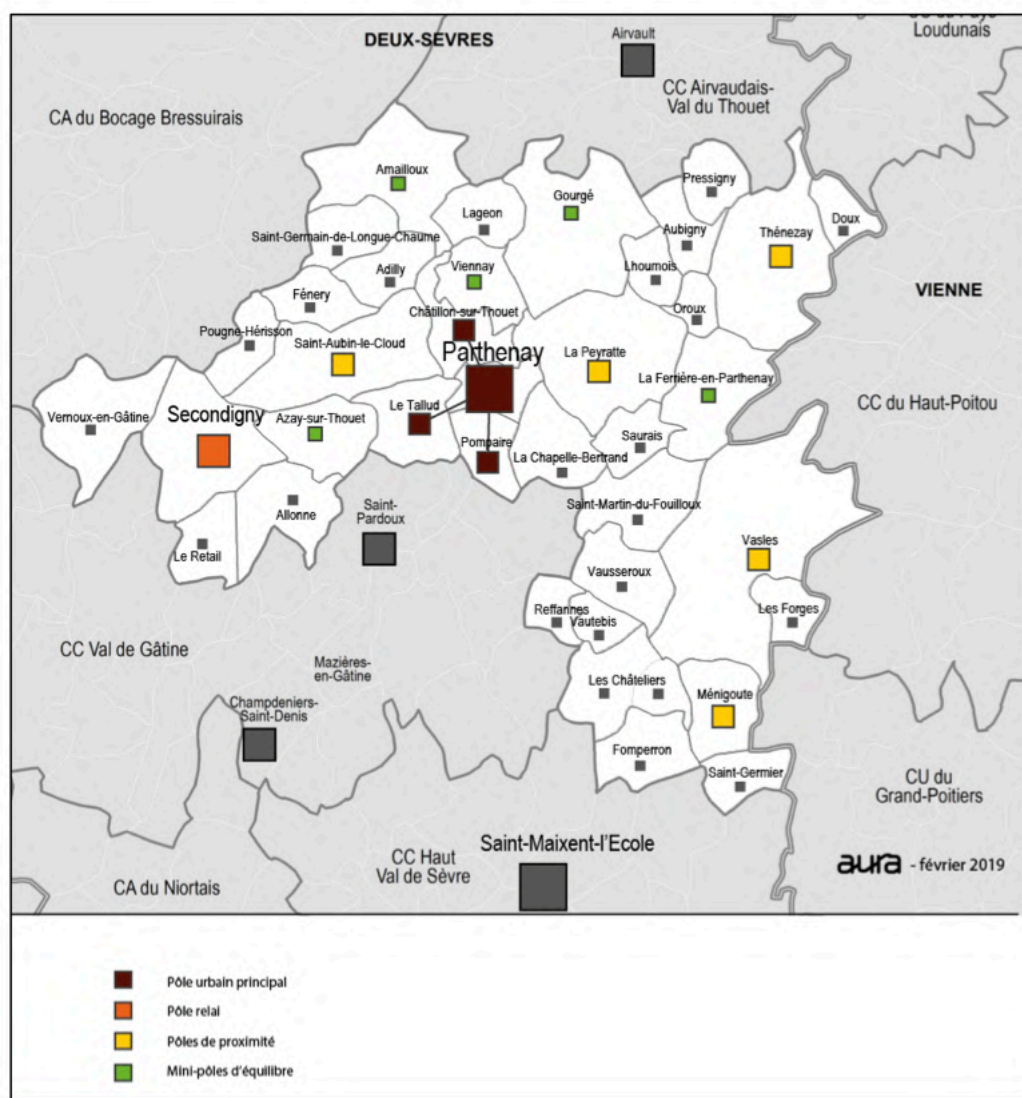 Loudunais
DEUX-SEVRES
Airvault
CC Airvaudais-
Val du Thouet
CA du Bocage Bressuirais
Amailloux
Pressigny
Gourgé
Lageon
Doux
Aubigny
Thénezay
Saint-Germain-de-Longue-Chaume
Adilly
Viennay
Lhoumois
VIENNE
Fénery
Oroux
Châtillon-sur-Thouet
Pougne-Hérisson
Saint-Aubin-le-Cloud
Parthenay
La Peyratte
La Ferrière-en-Parthenay
Le Tallud
CC du Haut-Poitou
Vernoux-en-Gâtine
Secondigny
Azay-sur-Thouet
Pompaire
Saurais
La Chapelle-Bertrand
Saint-
Pardoux
Saint-Martin-du-Fouilloux
Allonne
Le Retail
Vasles
Vausseroux
Reffannes
Vautebis
Les Forges
CC Val de Gâtine
Mazières-
en-Gâtine
Les Châteliers
Ménigoute
Champdeniers-
Saint-Denis
Fomperron
Saint-Germier
CU du
Grand-Poitiers
Saint-Maixent-l'Ecole
CC Haut
Val de Sèvre
aura - février 2019
CA du Niortais
Pôle urbain principal
Pôle relai
Pôles de proximité
Mini-pôles d'équilibre